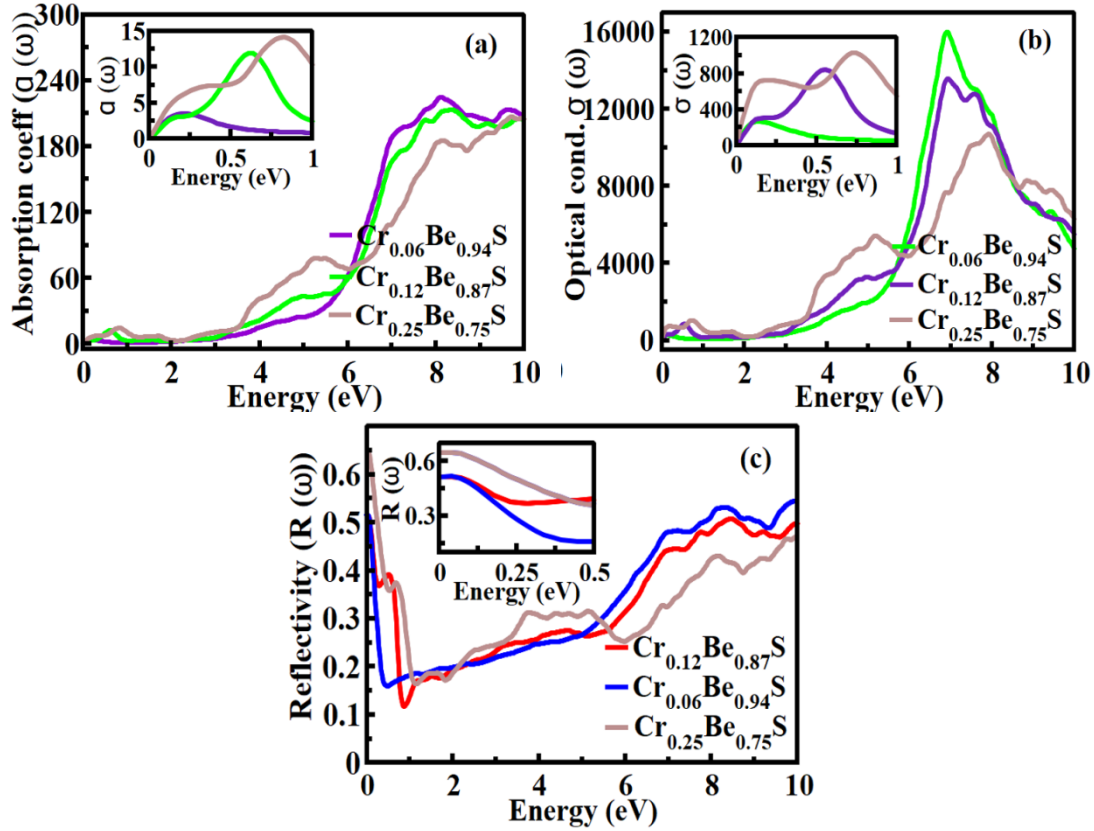 (a)
Absorption coeff (ɑ (ω))
300
240
180
120
60
0
0 2 4 6 8 10
Energy (eV)
ɑ (ω)
15
10
5
0
0 0.5 1
Energy (eV)
Cr0.06Be0.94S
Cr0.12Be0.87S
Cr0.25Be0.75S
(b)
Optical cond. σ (ω)
16000
12000
8000
4000
0
0 2 4 6 8 10
Energy (eV)
σ (ω)
1200
800
400
0
0 0.5 1
Energy (eV)
Cr0.06Be0.94S
Cr0.12Be0.87S
Cr0.25Be0.75S
(c)
Reflectivity (R (ω))
0.6
0.5
0.4
0.3
0.2
0.1
0
0 2 4 6 8 10
Energy (eV)
R (ω)
0.6
0.3
0 0.25 0.5
Energy (eV)
Cr0.12Be0.87S
Cr0.06Be0.94S
Cr0.25Be0.75S